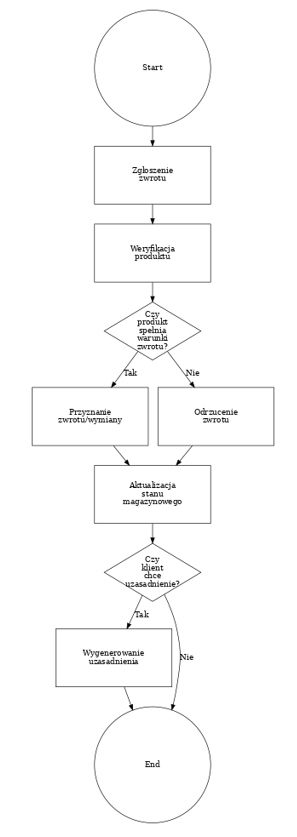 Start
Zgłoszenie
zwrotu
Weryfikacja
produktu
Czy
produkt
spełnia
warunki
zwrotu?
Tak
Nie
Przyznanie
zwrotu/wymiany
Odrzucenie
zwrotu
Aktualizacja
stanu
magazynowego
Czy
klient
chce
uzasadnienie?
Tak
Wygenerowanie
uzasadnienia
Nie
End